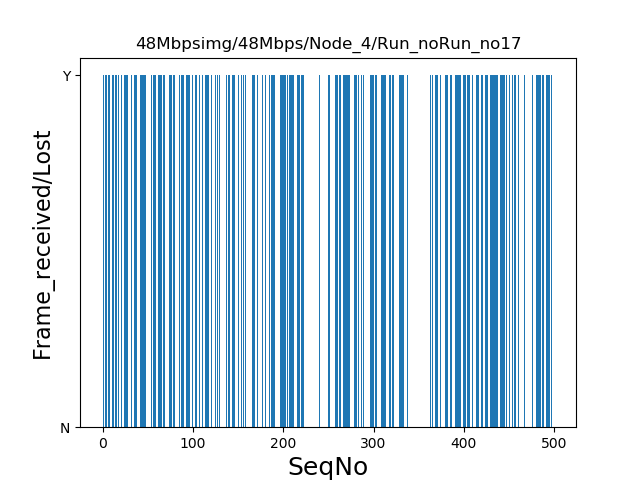 48Mbpsimg/48Mbps/Node_4/Run_noRun_no17
Y
Frame_received/Lost
N
0 100 200 300 400 500
SeqNo